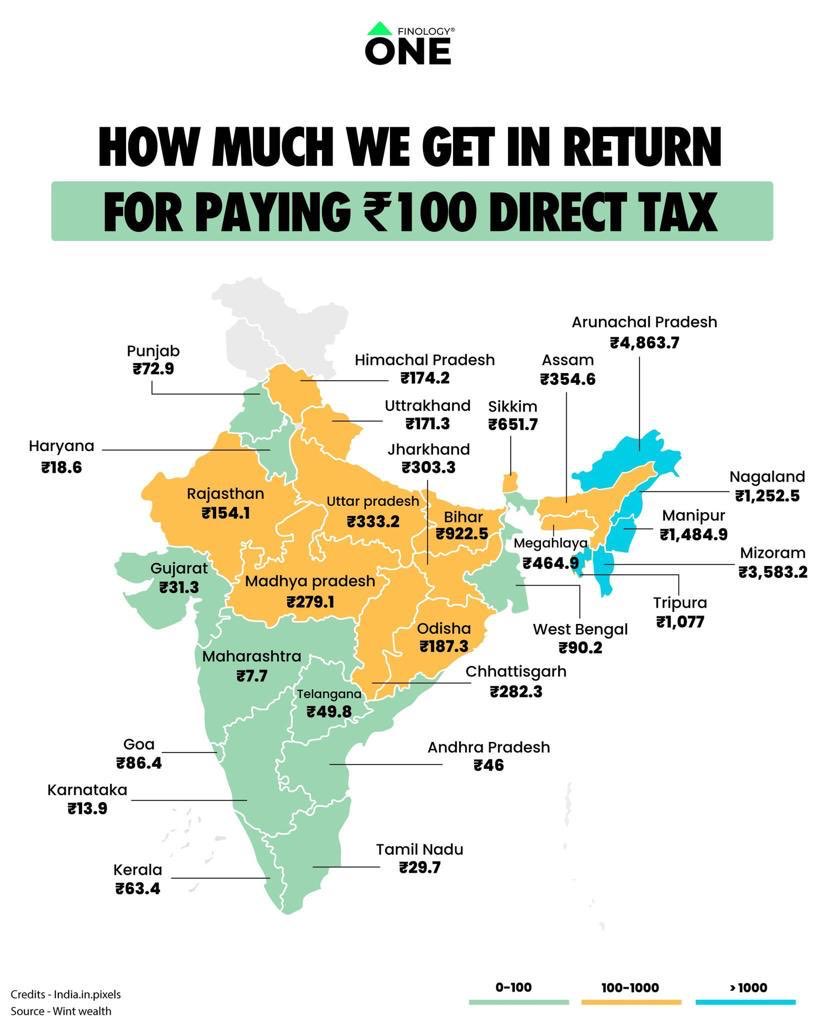 FINOLOGY®
ONE
HOW MUCH WE GET IN RETURN
FOR PAYING ₹100 DIRECT TAX
Arunachal Pradesh
₹4,863.7
Punjab
₹72.9
Himachal Pradesh
₹174.2
Assam
₹354.6
Uttrakhand
₹171.3
Sikkim
₹651.7
Haryana
₹18.6
Jharkhand
₹303.3
Nagaland
₹1,252.5
Rajasthan
₹154.1
Uttar pradesh
₹333.2
Bihar
₹922.5
Manipur
₹1,484.9
Megahlaya
₹464.9
Mizoram
₹3,583.2
Gujarat
₹31.3
Madhya pradesh
₹279.1
Tripura
₹1,077
Odisha
₹187.3
West Bengal
₹90.2
Maharashtra
₹7.7
Chhattisgarh
₹282.3
Telangana
₹49.8
Goa
₹86.4
Andhra Pradesh
₹46
Karnataka
₹13.9
Tamil Nadu
₹29.7
Kerala
₹63.4
Credits - India.in.pixels
Source - Wint wealth
0-100
100-1000
>1000